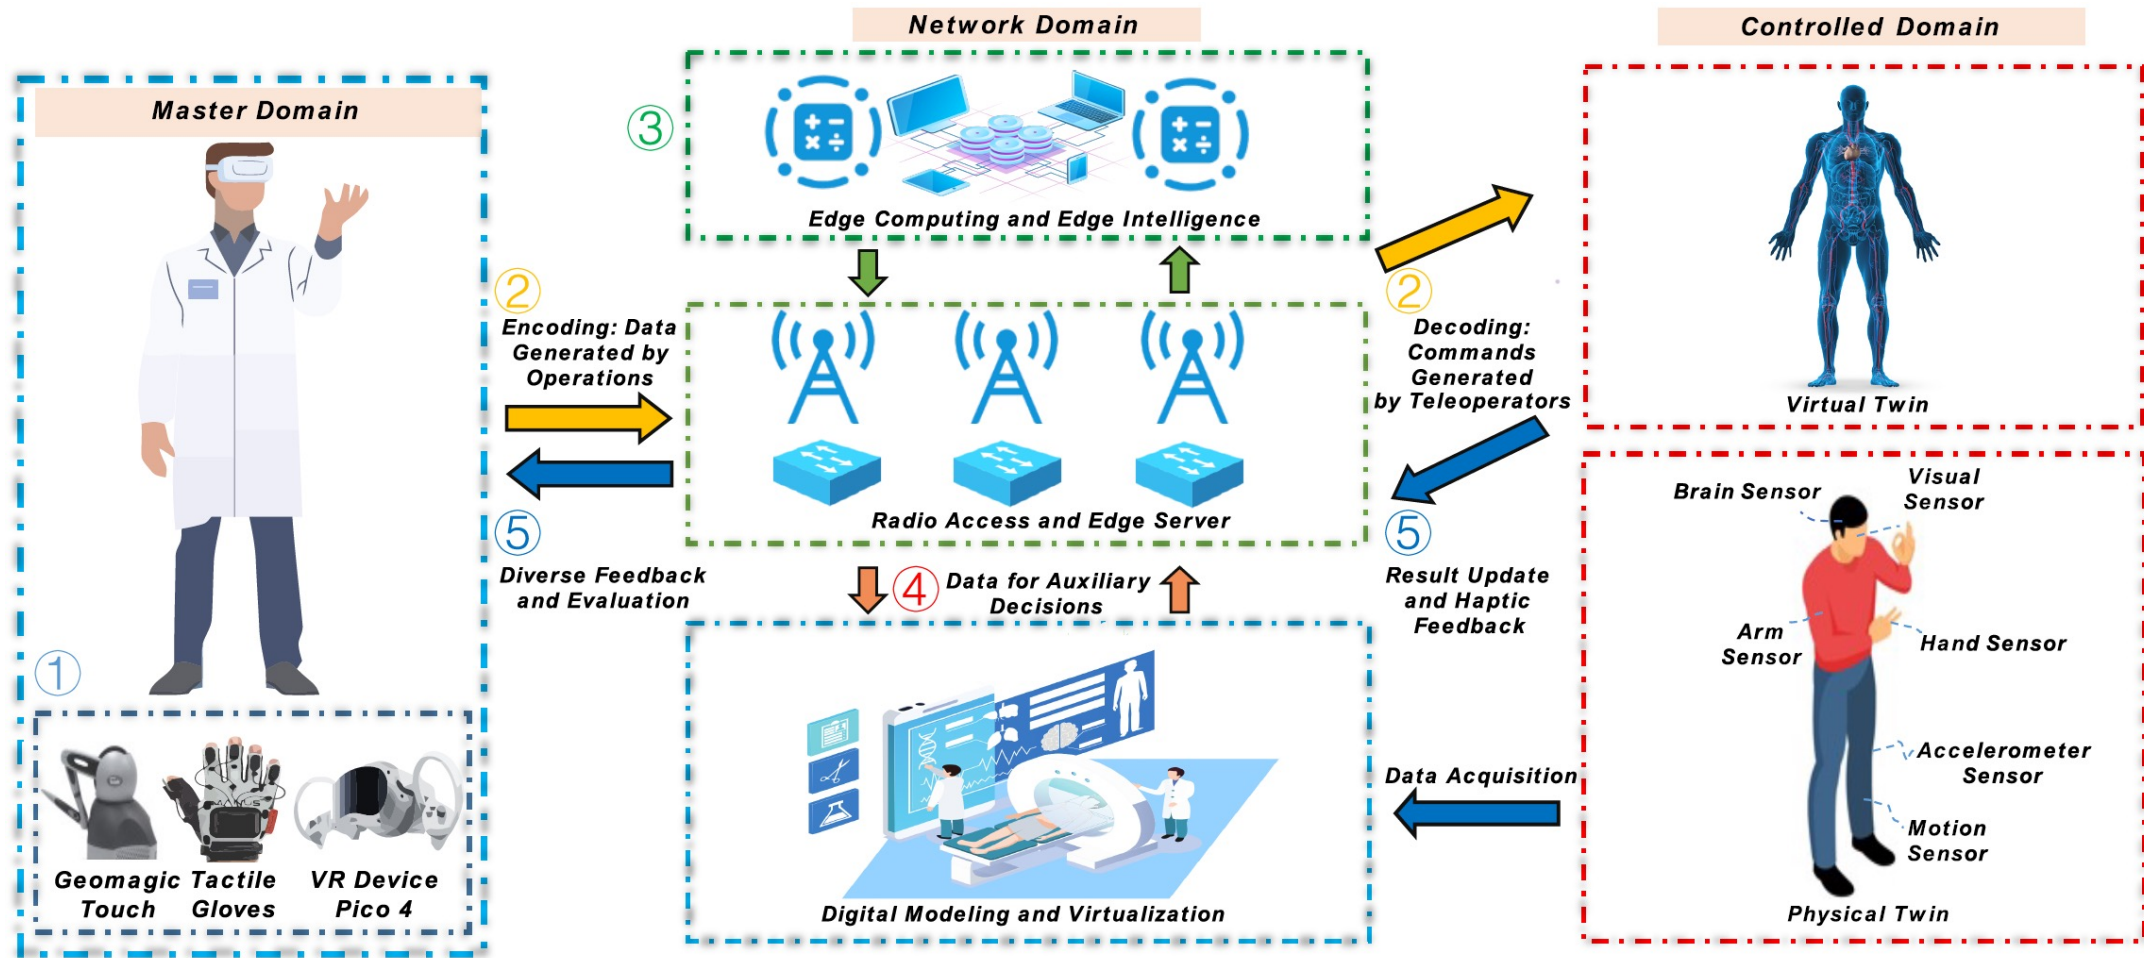 Master Domain
①
Geomagic
Touch
Tactile
Gloves
VR Device
Pico 4
②
Encoding: Data
Generated by
Operations
⑤
Diverse Feedback
and Evaluation
Network Domain
③
Edge Computing and Edge Intelligence
Radio Access and Edge Server
④
Data for Auxiliary
Decisions
Digital Modeling and Virtualization
②
Decoding:
Commands
Generated
by Teleoperators
⑤
Result Update
and Haptic
Feedback
Data Acquisition
Controlled Domain
Virtual Twin
Brain Sensor
Visual
Sensor
Arm
Sensor
Hand Sensor
Accelerometer
Sensor
Motion
Sensor
Physical Twin